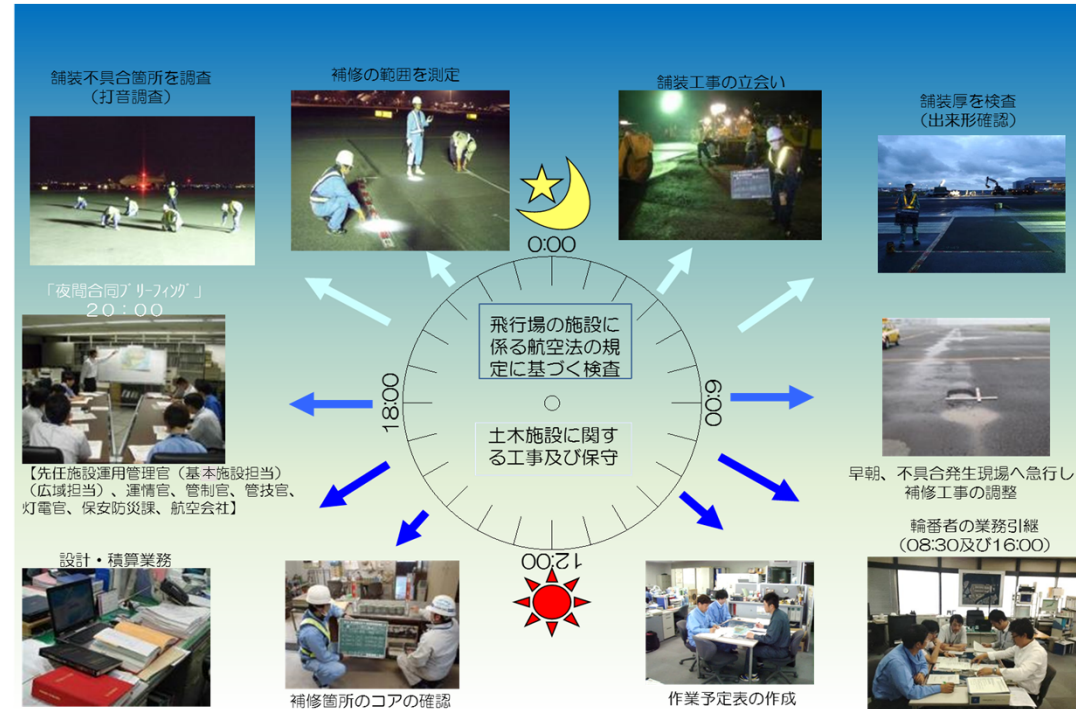 舗装不具合箇所を調査
（打音調査）
補修の範囲を測定
舗装工事の立会い
舗装厚を検査
（出来形確認）
「夜間合同ﾌﾞﾘｰﾌｨﾝｸﾞ」
２０：００
0:00
6:00
12:00
18:00
飛行場の施設に
係る航空法の規
定に基づく検査
土木施設に関す
る工事及び保守
【先任施設運用管理官（基本施設担当）
（広域担当）、運情官、管制官、管技官、
灯電官、保安防災課、航空会社】
早朝、不具合発生現場へ急行し
補修工事の調整
輪番者の業務引継
（08:30及び16:00）
設計・積算業務
補修箇所のコアの確認
作業予定表の作成